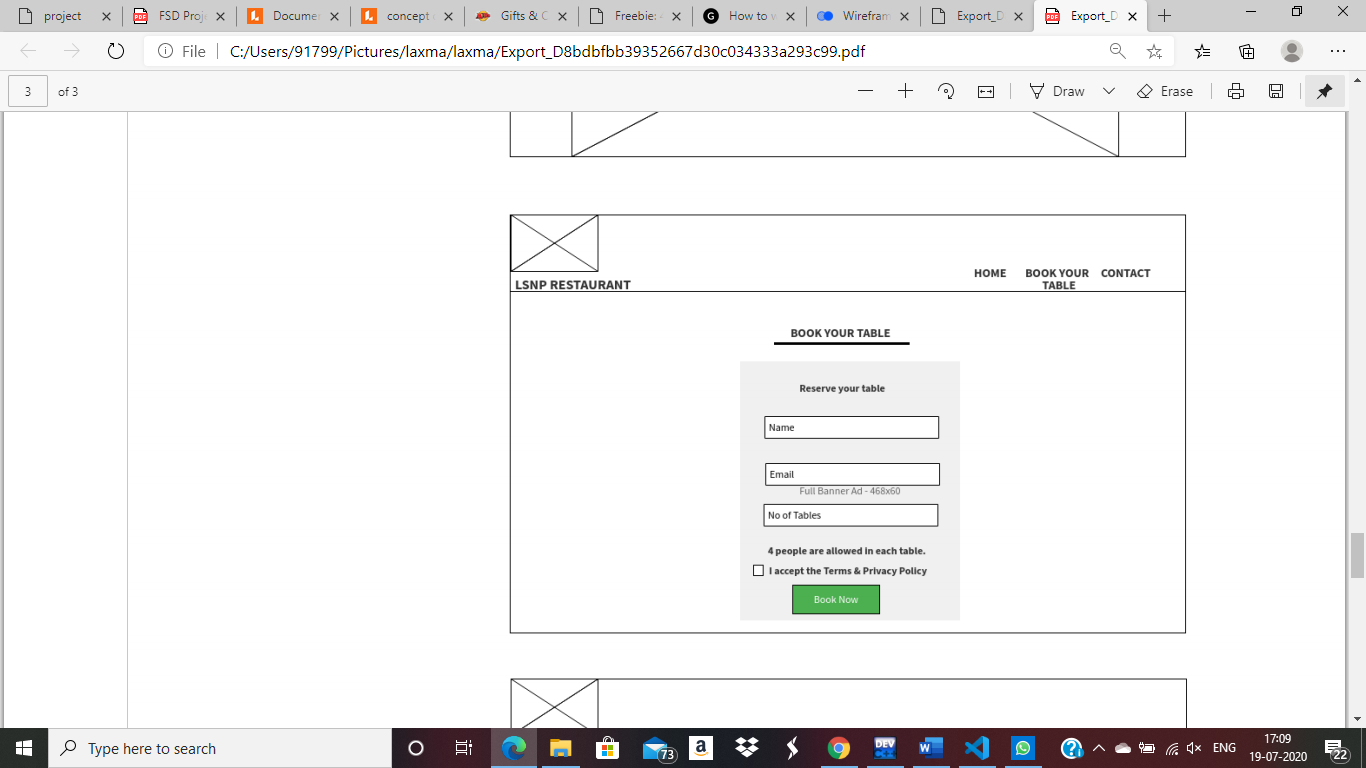 project
FSD Proj
Documen
concept
Gifts & C
Freebie:
How to w
Wirefram
Export_D
Export_D
File
C:/Users/91799/Pictures/laxma/laxma/Export_D8bdbfbb39352667d30c034333a293c99.pdf
3 of 3
Draw
Erase
HOME BOOK YOUR TABLE CONTACT
LSNP RESTAURANT
BOOK YOUR TABLE
Reserve your table
Name
Email
Full Banner Ad - 468x60
No of Tables
4 people are allowed in each table.
I accept the Terms & Privacy Policy
Book Now
Type here to search
73
DEV
ENG
17:09
19-07-2020
22